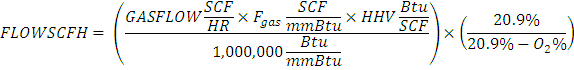 FLOWSCFH = ( GASFLOW SCF/HR × F_gas SCF/mmBtu × HHV Btu/SCF / 1,000,000 Btu/mmBtu ) × ( 20.9% / 20.9% − O₂% )